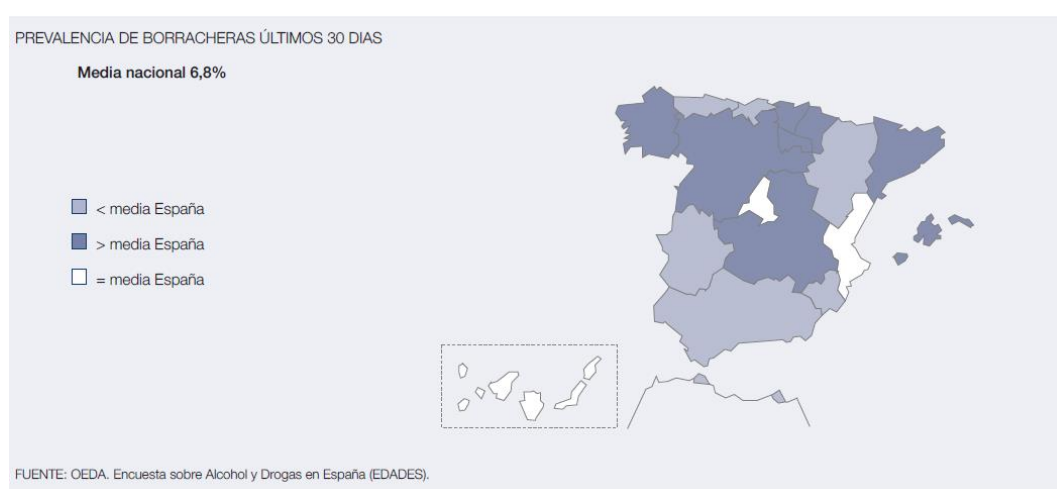 PREVALENCIA DE BORRACHERAS ÚLTIMOS 30 DIAS
Media nacional 6,8%
< media España
> media España
= media España
FUENTE: OEDA. Encuesta sobre Alcohol y Drogas en España (EDADES).